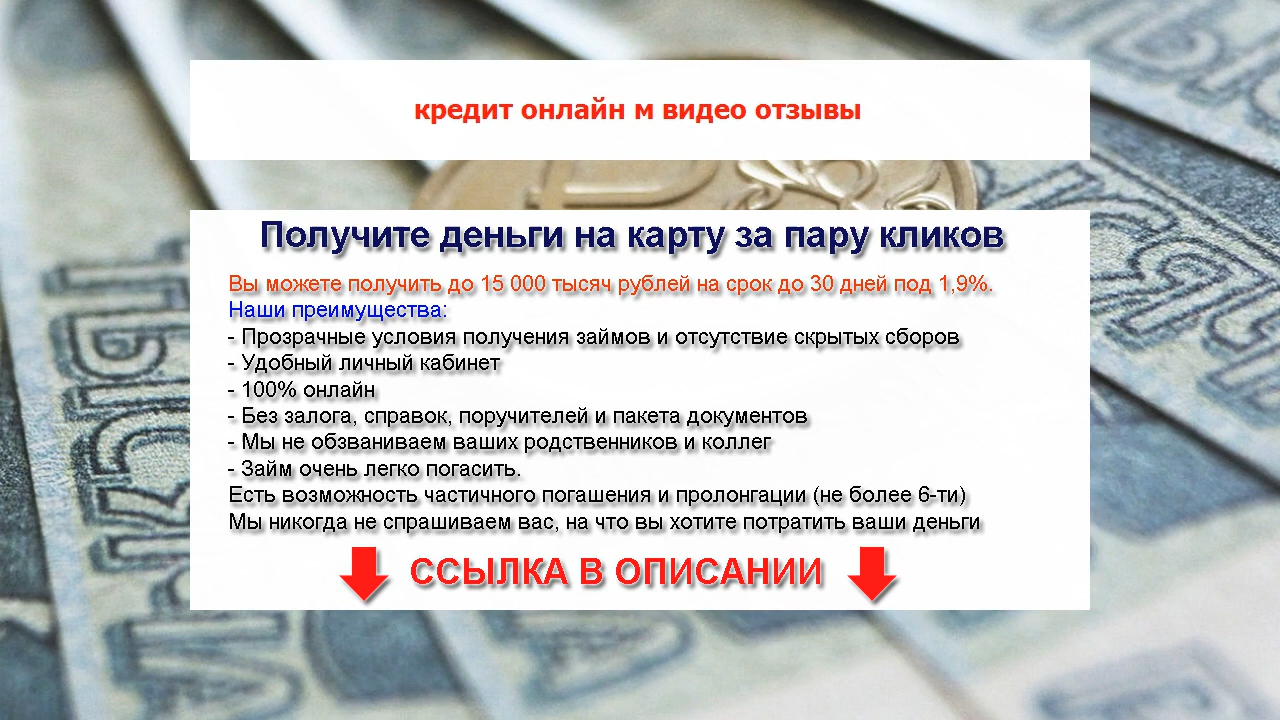 кредит онлайн м видео отзывы
Получите деньги на карту за пару кликов
Вы можете получить до 15 000 тысяч рублей на срок до 30 дней под 1,9%.
Наши преимущества:
- Прозрачные условия получения займов и отсутствие скрытых сборов
- Удобный личный кабинет
- 100% онлайн
- Без залога, справок, поручителей и пакета документов
- Мы не обзваниваем ваших родственников и коллег
- Займ очень легко погасить.
Есть возможность частичного погашения и пролонгации (не более 6-ти)
Мы никогда не спрашиваем вас, на что вы хотите потратить ваши деньги
ССЫЛКА В ОПИСАНИИ